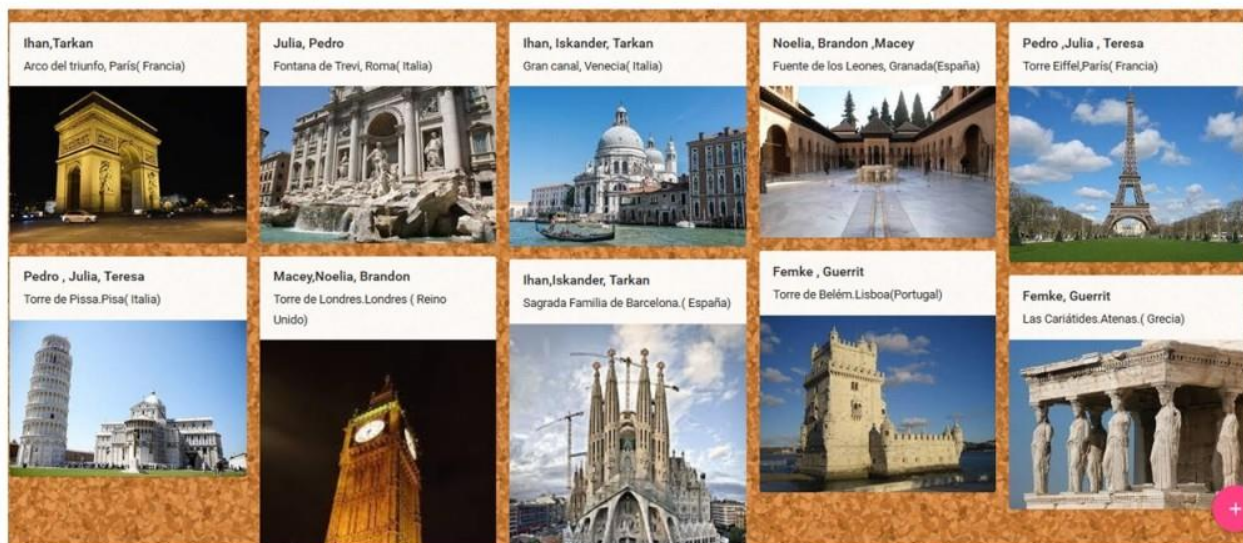 Ihan,Tarkan
Arco del triunfo, París( Francia)
Julia, Pedro
Fontana de Trevi, Roma( Italia)
Ihan, Iskander, Tarkan
Gran canal, Venecia( Italia)
Noelia, Brandon ,Macey
Fuente de los Leones, Granada(España)
Pedro ,Julia , Teresa
Torre Eiffel,París( Francia)
Pedro , Julia, Teresa
Torre de Pissa.Pisa( Italia)
Macey,Noelia, Brandon
Torre de Londres.Londres ( Reino
Unido)
Ihan,Iskander, Tarkan
Sagrada Familia de Barcelona.( España)
Femke , Guerrit
Torre de Belém.Lisboa(Portugal)
Femke, Guerrit
Las Cariátides.Atenas.( Grecia)
+